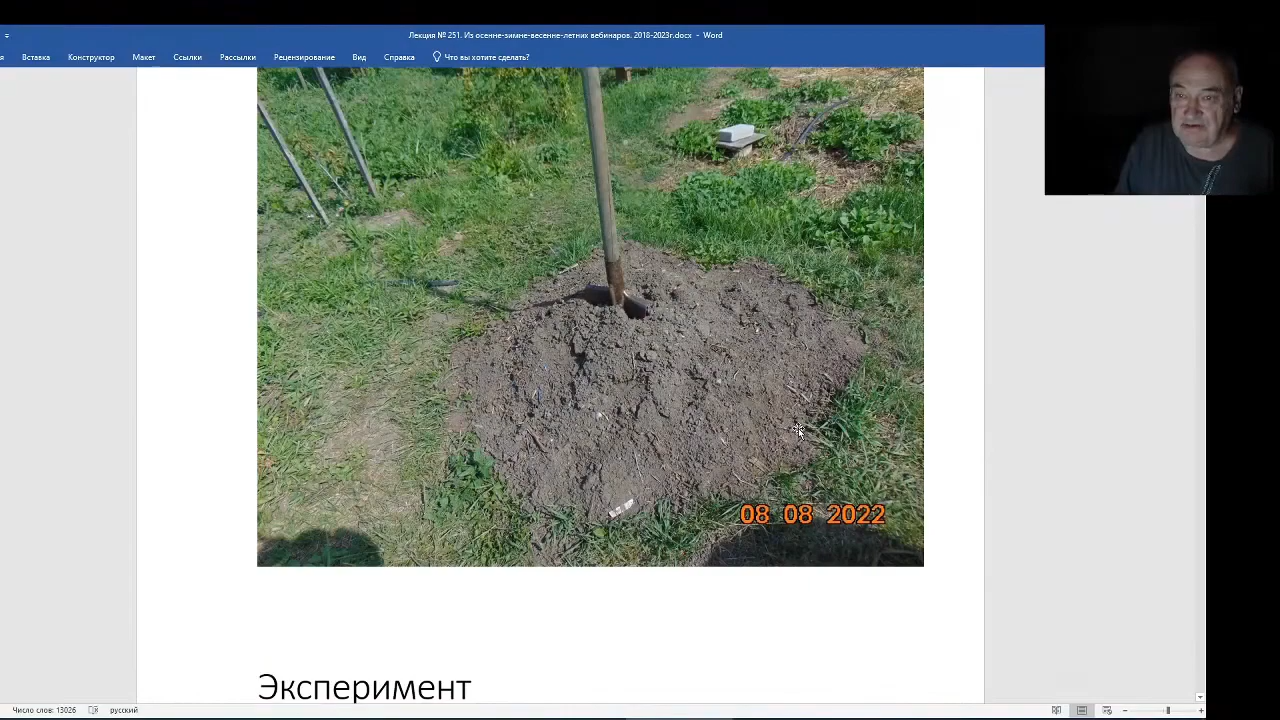 Лекция № 251. Из осенне-зимне-весенне-летних вебинаров. 2018-2023г.docx - Word
я Вставка Конструктор Макет Ссылки Рассылки Рецензирование Вид Справка Что вы хотите сделать?
08 08 2022
Эксперимент
Число слов: 13026 русский